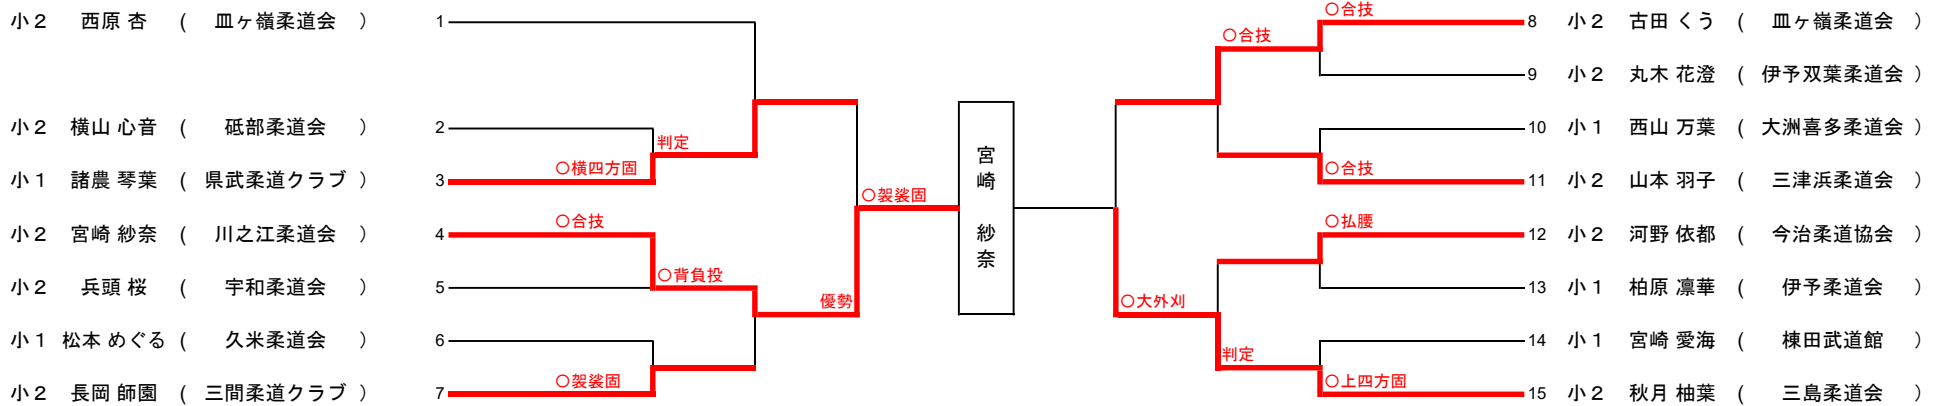 小2 西原 杏 ( 皿ヶ嶺柔道会 ) 1
小2 横山 心音 ( 砥部柔道会 ) 2
判定
○横四方固
小1 諸農 琴葉 ( 県武柔道クラブ ) 3
○合技
小2 宮崎 紗奈 ( 川之江柔道会 ) 4
○背負投
小2 兵頭 桜 ( 宇和柔道会 ) 5
優勢
小1 松本 めぐる ( 久米柔道会 ) 6
○袈裟固
小2 長岡 師園 ( 三間柔道クラブ ) 7
○袈裟固
宮崎 紗奈
○合技
8 小2 古田 くう ( 皿ヶ嶺柔道会 )
○合技
9 小2 丸木 花澄 ( 伊予双葉柔道会 )
10 小1 西山 万葉 ( 大洲喜多柔道会 )
○合技
11 小2 山本 羽子 ( 三津浜柔道会 )
○払腰
12 小2 河野 依都 ( 今治柔道協会 )
13 小1 柏原 凛華 ( 伊予柔道会 )
○大外刈
14 小1 宮崎 愛海 ( 棟田武道館 )
判定
○上四方固
15 小2 秋月 柚葉 ( 三島柔道会 )